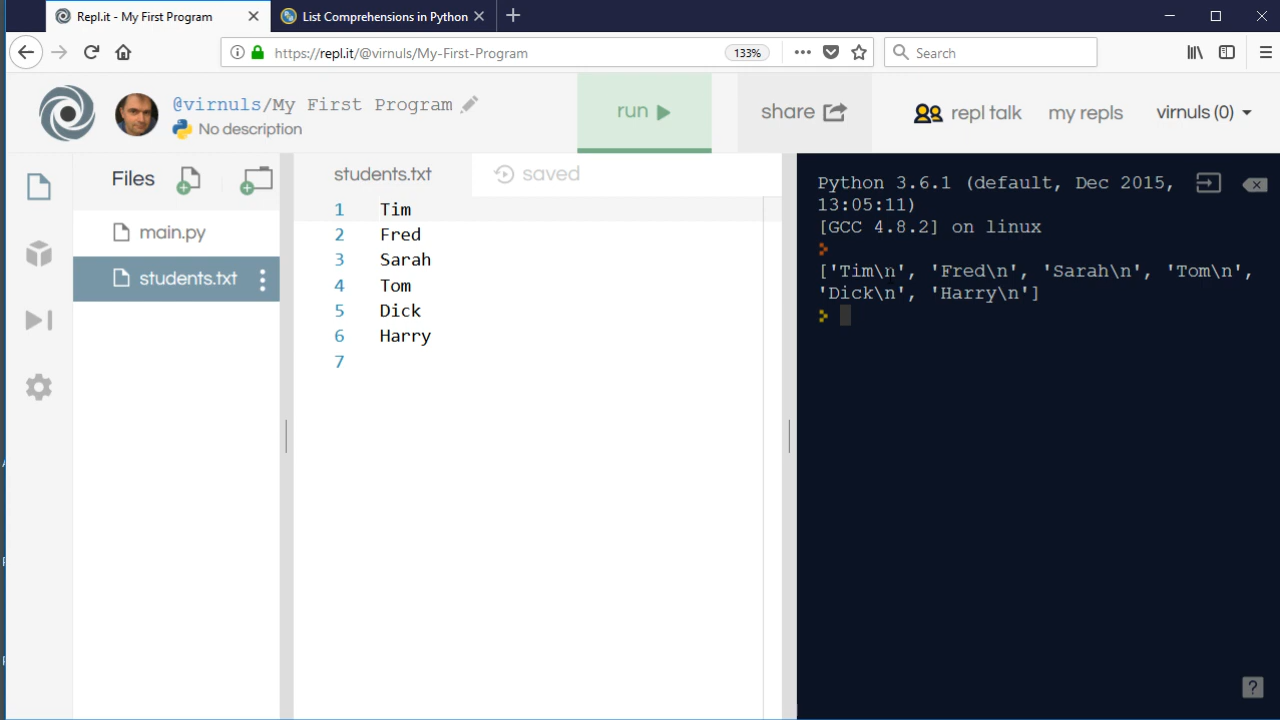 Repl.it - My First Program
List Comprehensions in Python
https://repl.it/@virnuls/My-First-Program
133%
Search
@virnuls/My First Program
No description
run
share
repl talk
my repls
virnuls (0)
Files
main.py
students.txt
students.txt
saved
1 Tim
2 Fred
3 Sarah
4 Tom
5 Dick
6 Harry
7
Python 3.6.1 (default, Dec 2015,
13:05:11)
[GCC 4.8.2] on linux
['Tim\n', 'Fred\n', 'Sarah\n', 'Tom\n',
'Dick\n', 'Harry\n']
?